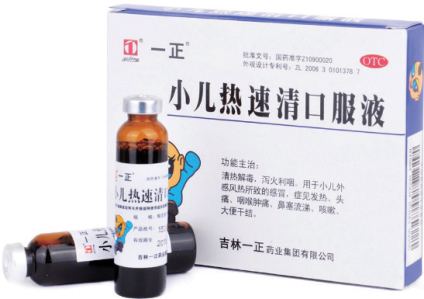 一正
批准文号：国药准字Z10900020
外观设计专利号：ZL 2006 3 0101378 7
OTC
小儿热速清口服液
功能主治：
清热解毒，泻火利咽。用于小儿外
感风热所致的感冒，症见发热、头
痛、咽喉肿痛、鼻塞流涕、咳嗽、
大便干结。
吉林一正药业集团有限公司
一正
小儿热速清
一正
小儿